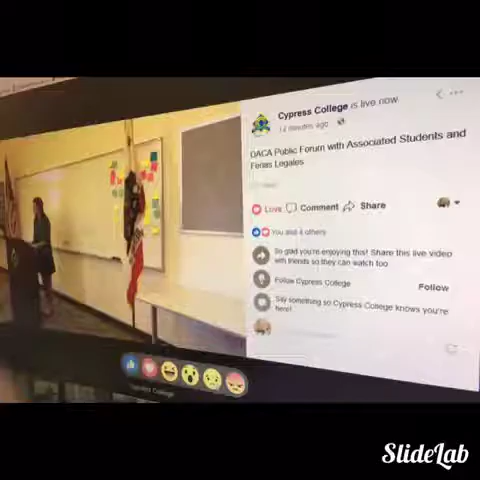 Cypress College is live now
14 minutes ago
DACA Public Forum with Associated Students and
Ferias Legales
Love Comment Share
You and 4 others
So glad you're enjoying this! Share this live video
with friends so they can watch too
Follow Cypress College
Follow
Say something so Cypress College knows you're
here!
College
SlideLab